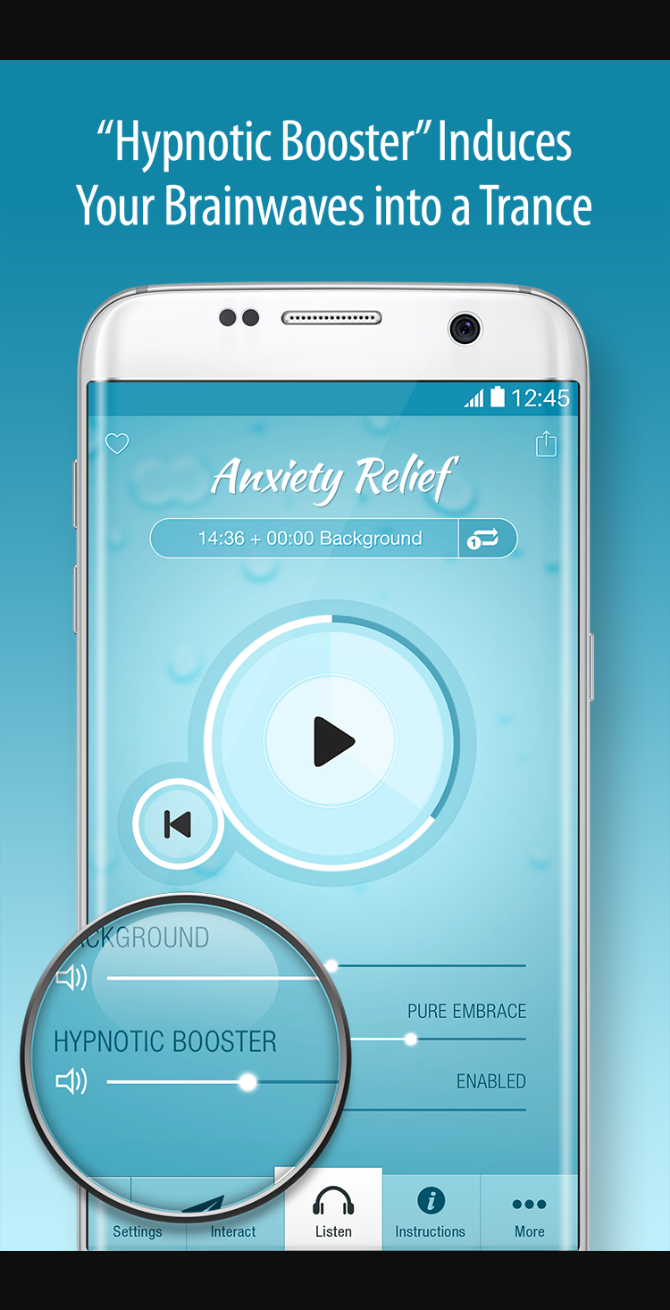 “Hypnotic Booster” Induces
Your Brainwaves into a Trance
12:45
Anxiety Relief
14:36 + 00:00 Background
1
BACKGROUND
PURE EMBRACE
HYPNOTIC BOOSTER
ENABLED
Settings
Interact
Listen
Instructions
More